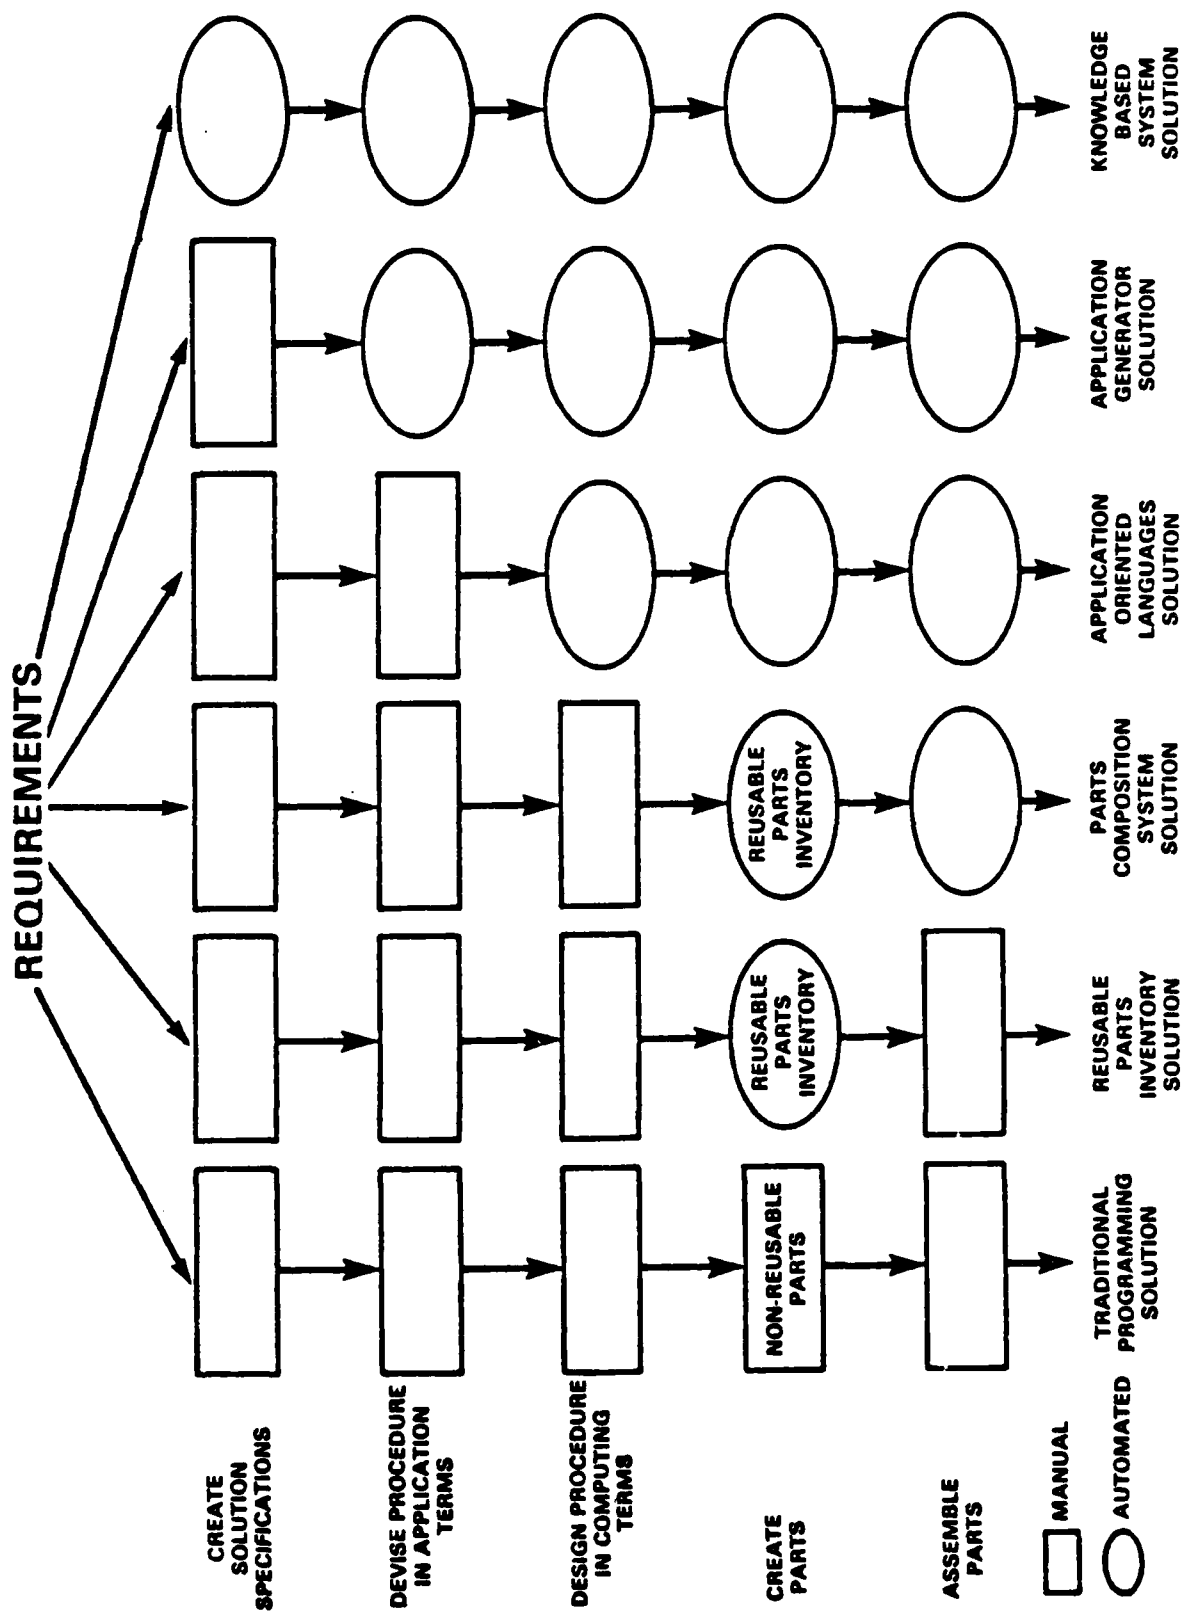 REQUIREMENTS
CREATE
SOLUTION
SPECIFICATIONS
DEVISE PROCEDURE
IN APPLICATION
TERMS
DESIGN PROCEDURE
IN COMPUTING
TERMS
CREATE
PARTS
NON-REUSABLE
PARTS
REUSABLE
PARTS
INVENTORY
REUSABLE
PARTS
INVENTORY
ASSEMBLE
PARTS
MANUAL
AUTOMATED
TRADITIONAL
PROGRAMMING
SOLUTION
REUSABLE
PARTS
INVENTORY
SOLUTION
PARTS
COMPOSITION
SYSTEM
SOLUTION
APPLICATION
ORIENTED
LANGUAGES
SOLUTION
APPLICATION
GENERATOR
SOLUTION
KNOWLEDGE
BASED
SYSTEM
SOLUTION